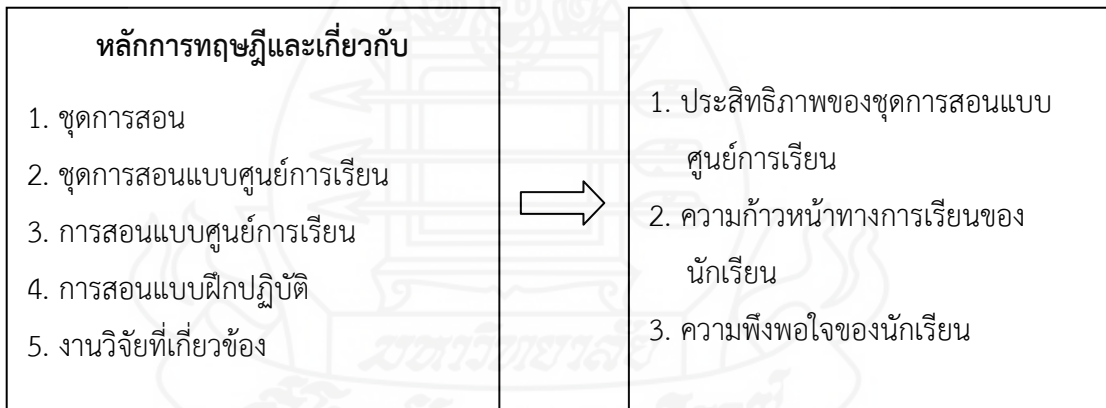 หลักการทฤษฎีและเกี่ยวกับ
1. ชุดการสอน
2. ชุดการสอนแบบศูนย์การเรียน
3. การสอนแบบศูนย์การเรียน
4. การสอนแบบฝึกปฏิบัติ
5. งานวิจัยที่เกี่ยวข้อง
1. ประสิทธิภาพของชุดการสอนแบบ
ศูนย์การเรียน
2. ความก้าวหน้าทางการเรียนของ
นักเรียน
3. ความพึงพอใจของนักเรียน